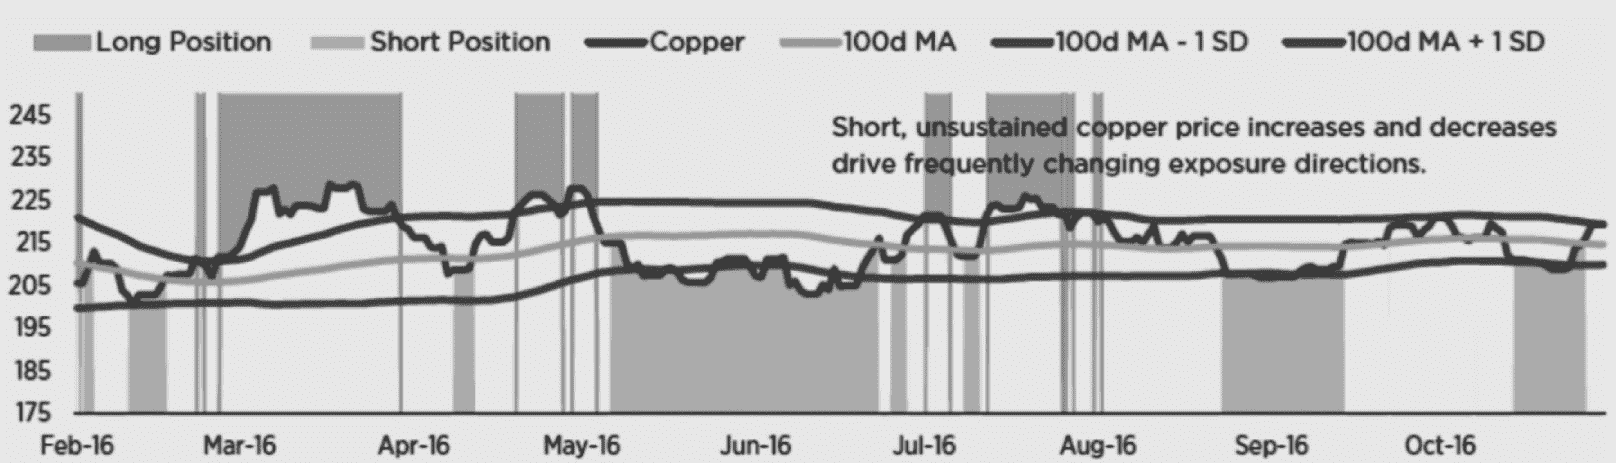 Long Position Short Position Copper 100d MA 100d MA - 1 SD 100d MA + 1 SD
Short, unsustained copper price increases and decreases
drive frequently changing exposure directions.
245
235
225
215
205
195
185
175
Feb-16 Mar-16 Apr-16 May-16 Jun-16 Jul-16 Aug-16 Sep-16 Oct-16